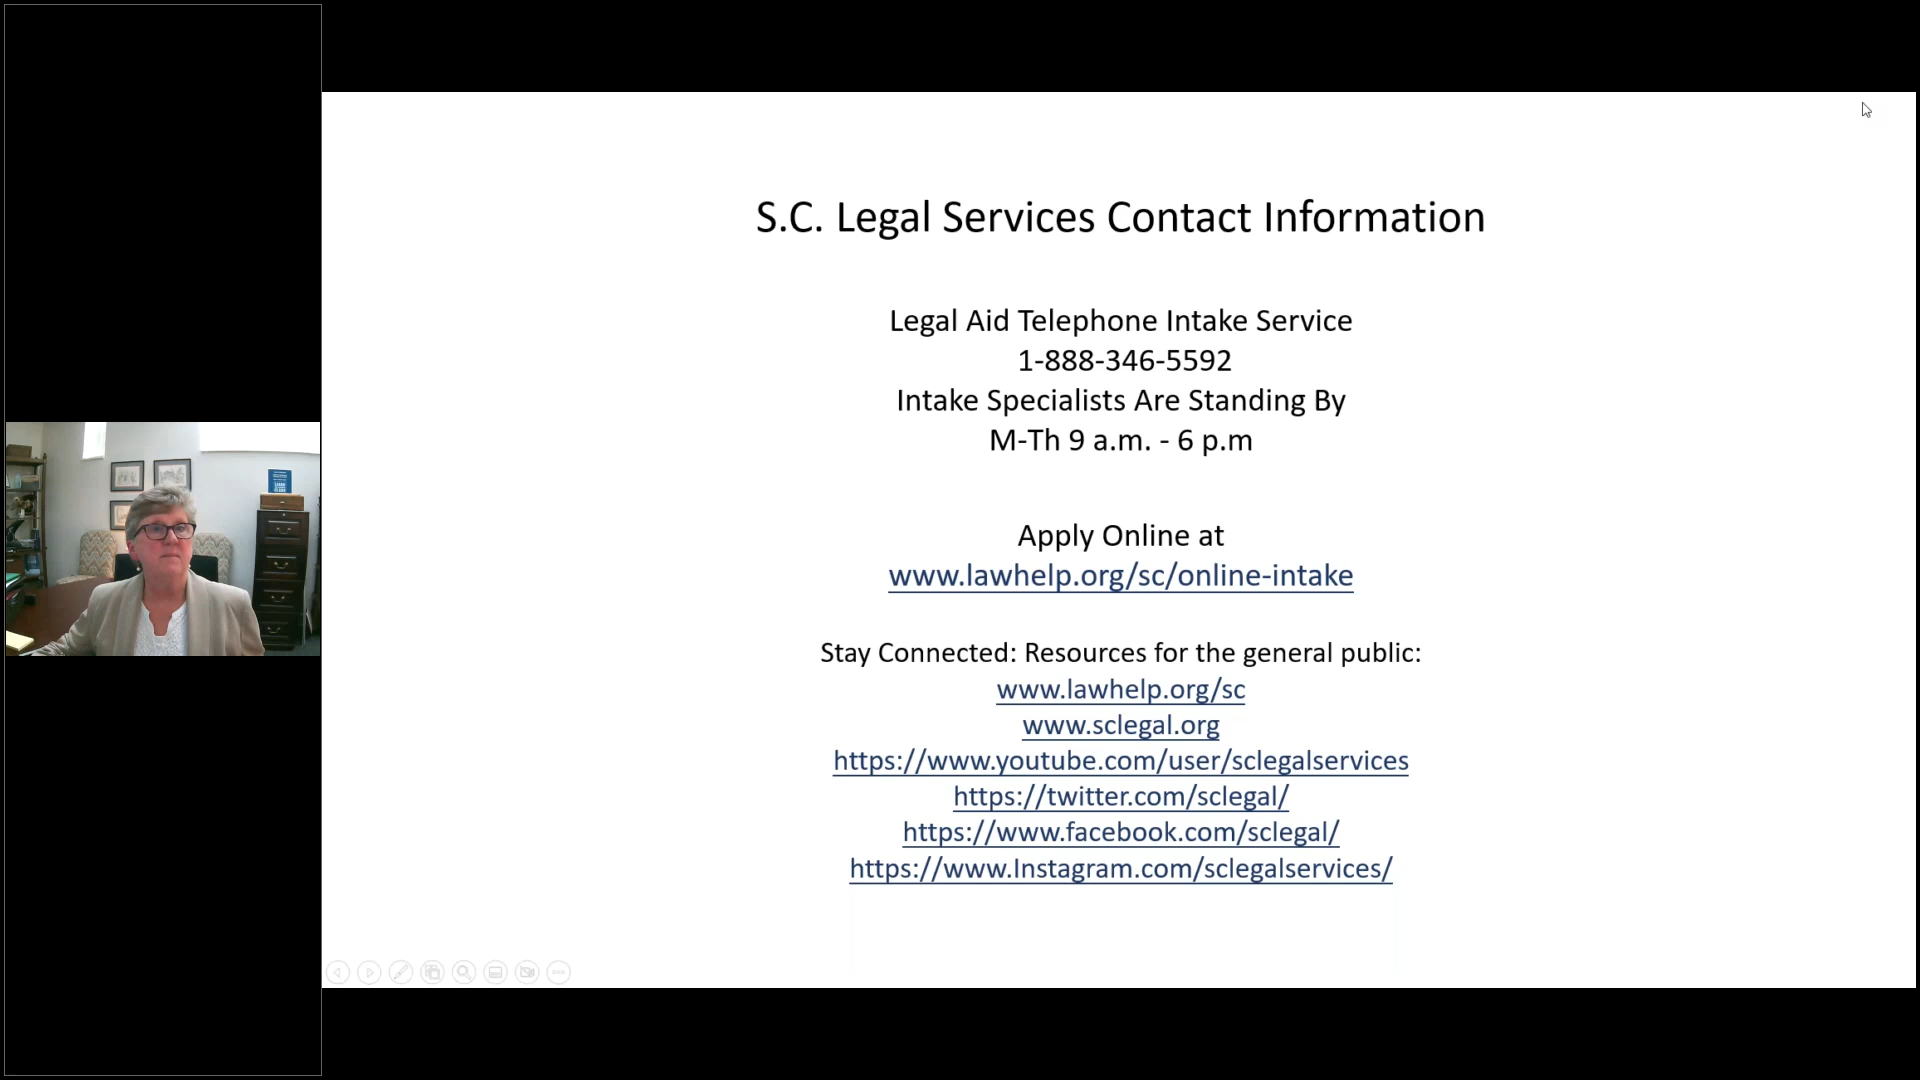 S.C. Legal Services Contact Information
Legal Aid Telephone Intake Service
1-888-346-5592
Intake Specialists Are Standing By
M-Th 9 a.m. - 6 p.m
Apply Online at
www.lawhelp.org/sc/online-intake
Stay Connected: Resources for the general public:
www.lawhelp.org/sc
www.sclegal.org
https://www.youtube.com/user/sclegalservices
https://twitter.com/sclegal/
https://www.facebook.com/sclegal/
https://www.Instagram.com/sclegalservices/